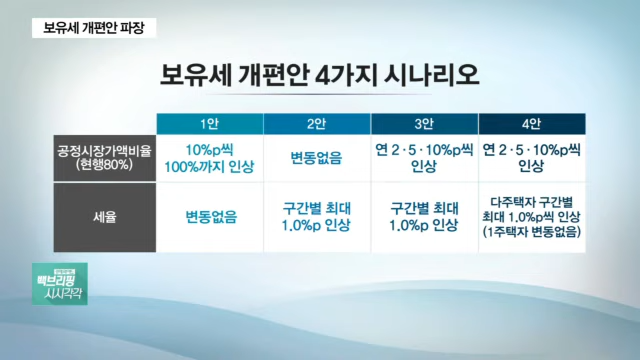 보유세 개편안 파장
보유세 개편안 4가지 시나리오
1안 2안 3안 4안
공정시장가액비율
(현행80%)
10%p씩
100%까지 인상
변동없음
연 2·5·10%p씩
인상
연 2·5·10%p씩
인상
세율
변동없음
구간별 최대
1.0%p 인상
구간별 최대
1.0%p 인상
다주택자 구간별
최대 1.0%p씩 인상
(1주택자 변동없음)
백브리핑
시시각각